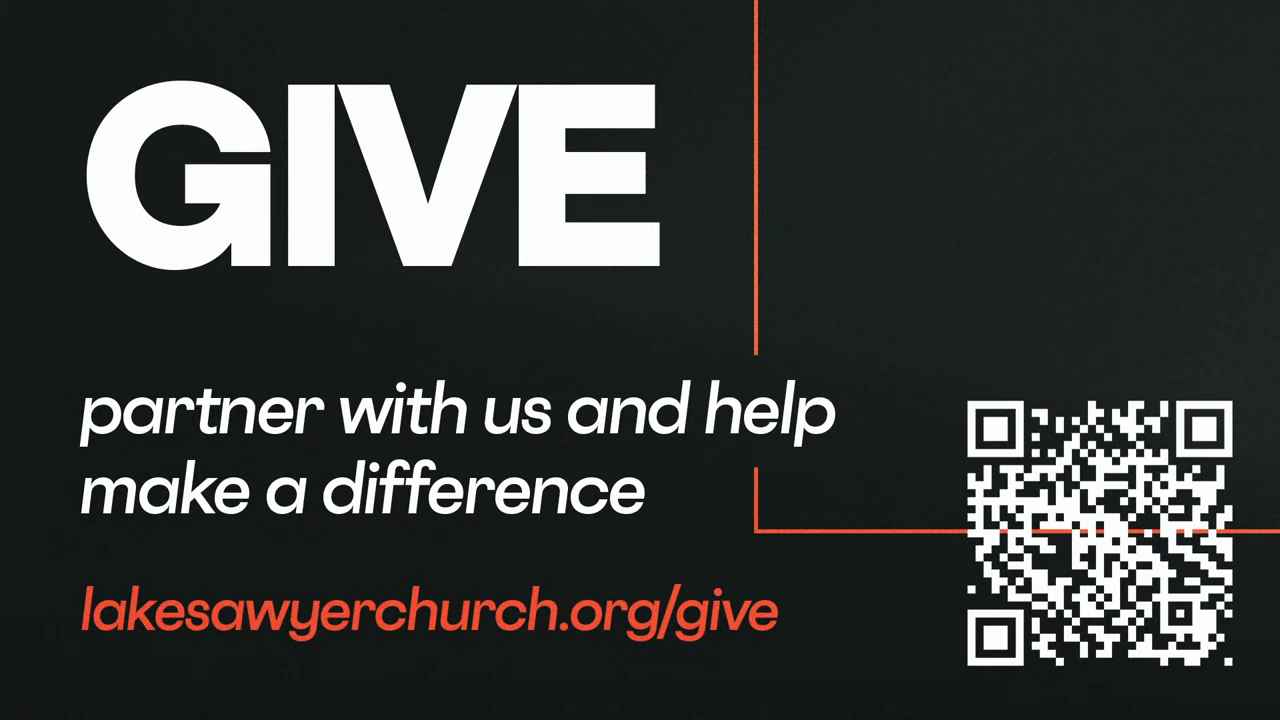 GIVE
partner with us and help
make a difference
lakesawyerchurch.org/give